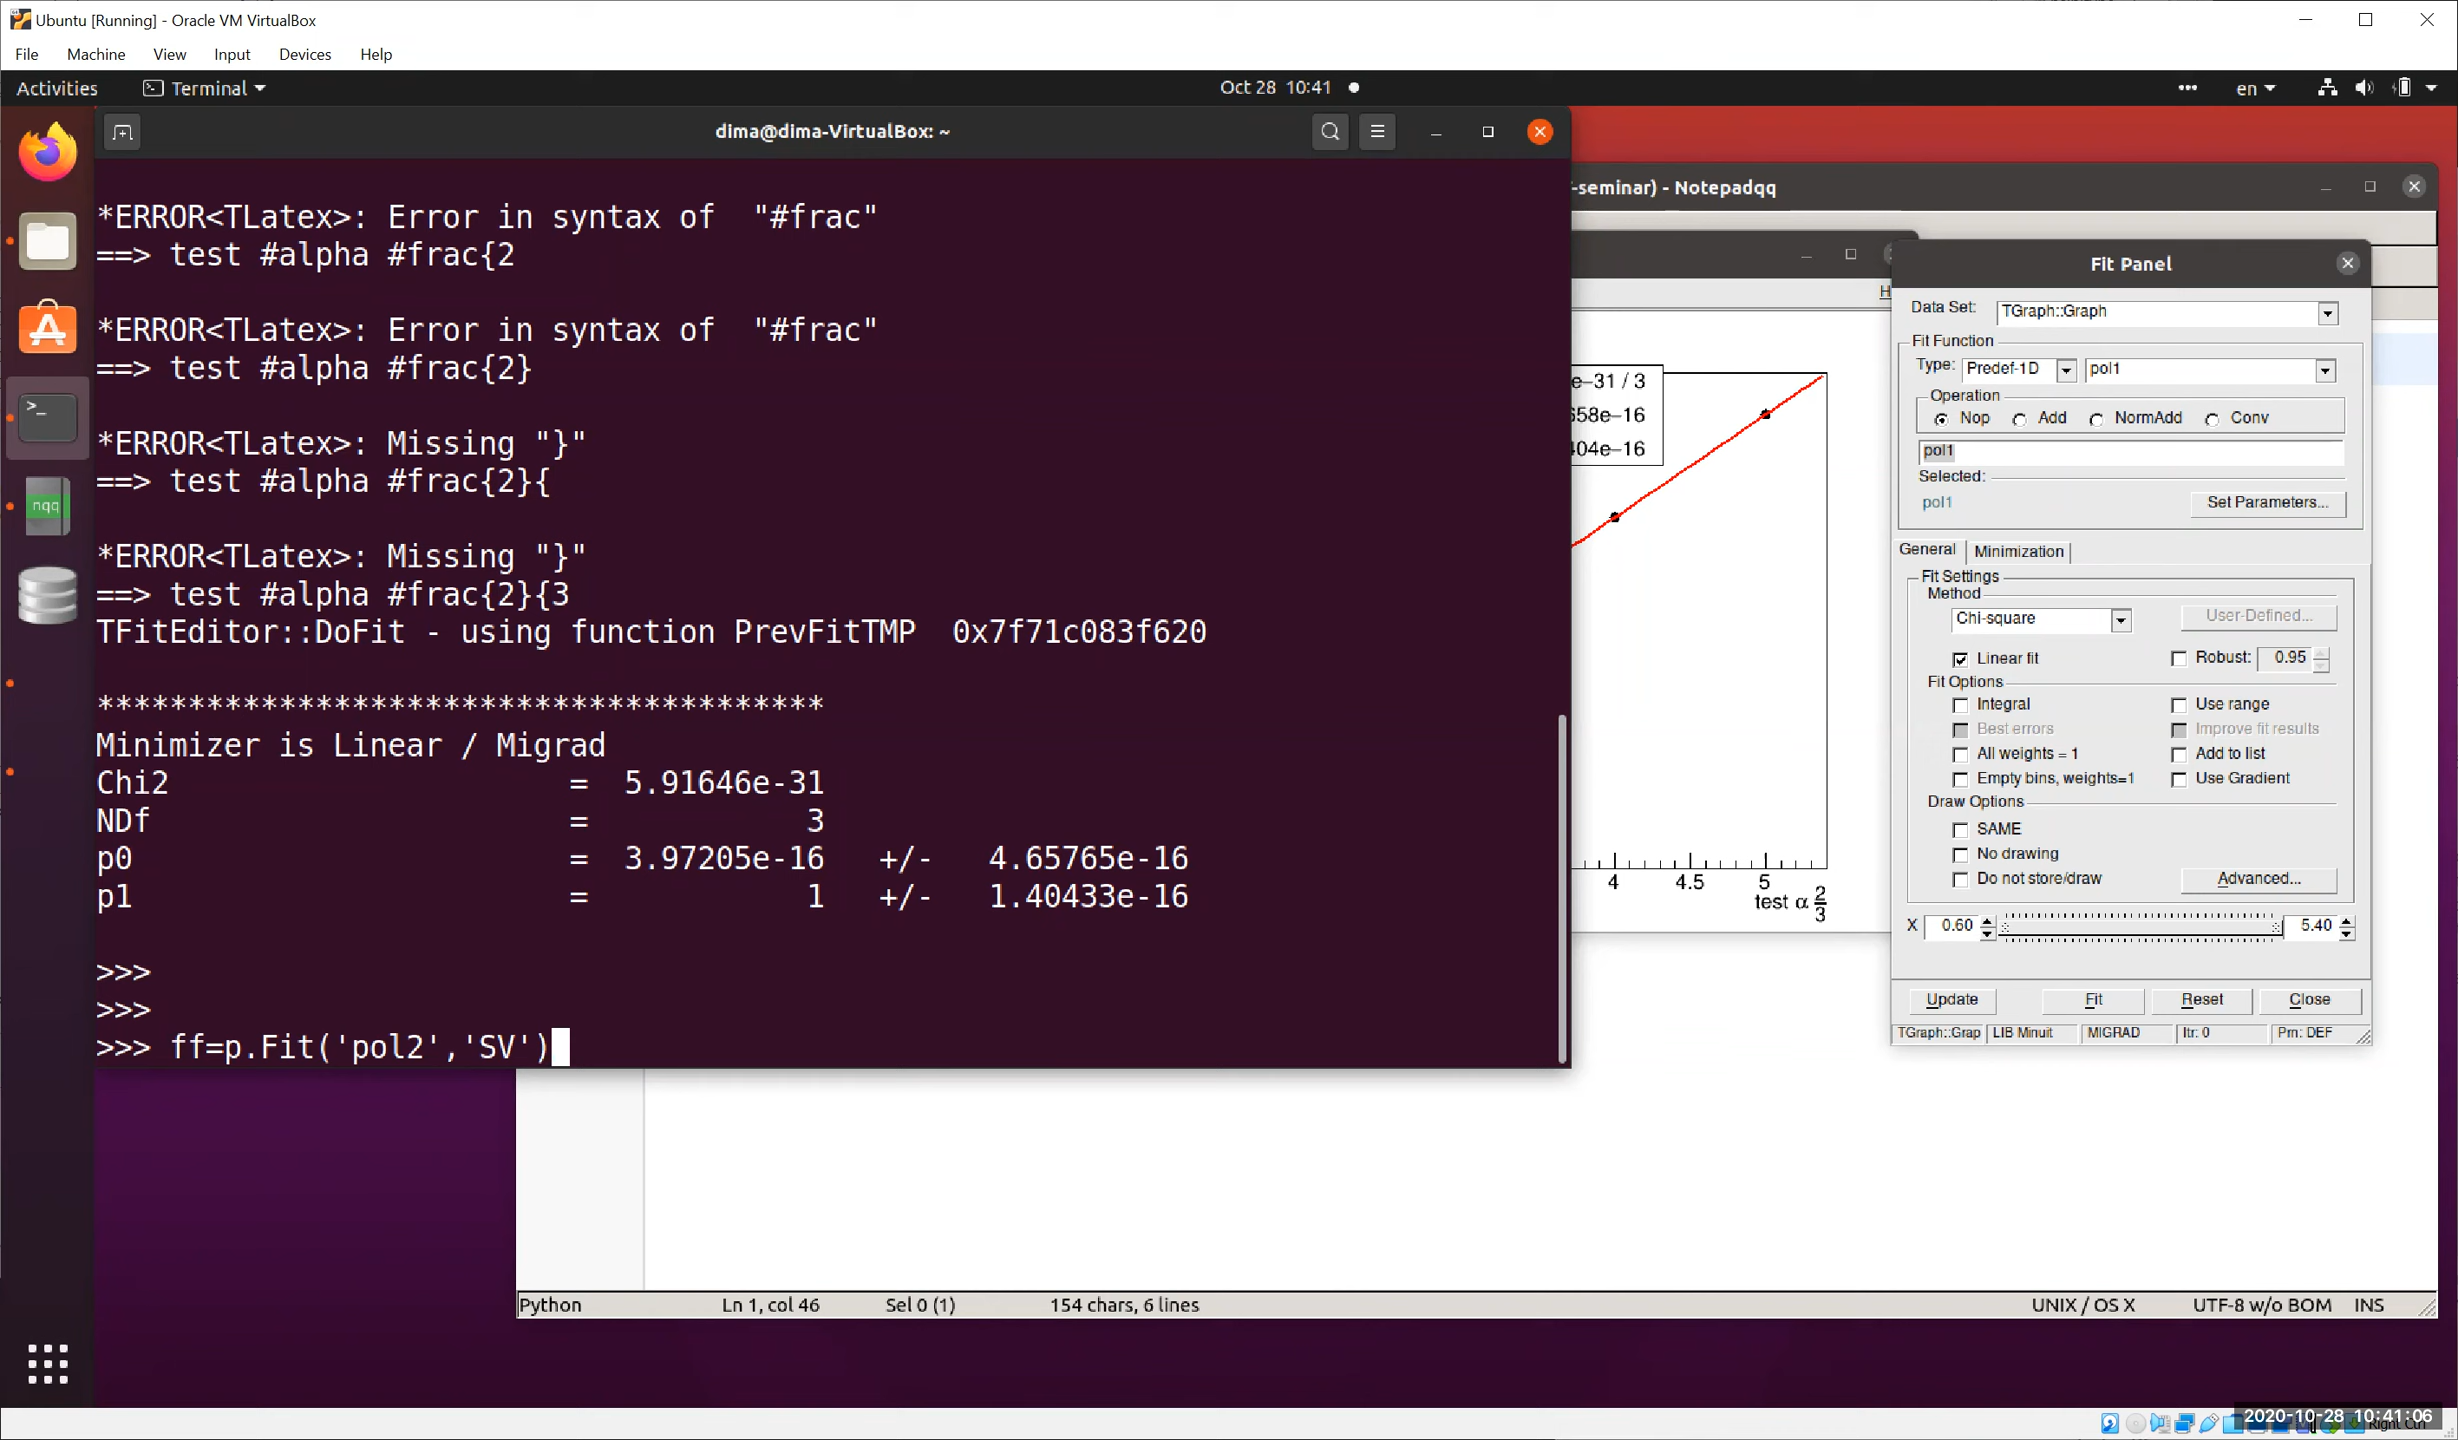 Ubuntu [Running] - Oracle VM VirtualBox
File Machine View Input Devices Help
Activities Terminal Oct 28 10:41 en
dima@dima-VirtualBox: ~
*ERROR<TLatex>: Error in syntax of "#frac"
==> test #alpha #frac{2
*ERROR<TLatex>: Error in syntax of "#frac"
==> test #alpha #frac{2}
*ERROR<TLatex>: Missing "}"
==> test #alpha #frac{2}{
*ERROR<TLatex>: Missing "}"
==> test #alpha #frac{2}{3
TFitEditor::DoFit - using function PrevFitTMP 0x7f71c083f620
****************************************
Minimizer is Linear / Migrad
Chi2 = 5.91646e-31
NDf = 3
p0 = 3.97205e-16 +/- 4.65765e-16
p1 = 1 +/- 1.40433e-16
>>>
>>>
>>> ff=p.Fit('pol2','SV')
nqq
-seminar) - Notepadqq
H
e-31 / 3
658e-16
404e-16
4 4.5 5
test α 2
3
Fit Panel
Data Set: TGraph::Graph
Fit Function
Type: Predef-1D pol1
Operation
Nop Add NormAdd Conv
pol1
Selected:
pol1 Set Parameters...
General Minimization
Fit Settings
Method
Chi-square User-Defined...
Linear fit Robust: 0.95
Fit Options
Integral Use range
Best errors Improve fit results
All weights = 1 Add to list
Empty bins, weights=1 Use Gradient
Draw Options
SAME
No drawing
Do not store/draw Advanced...
X 0.60 5.40
Update Fit Reset Close
TGraph::Grap LIB Minuit MIGRAD Itr: 0 Prn: DEF
Python Ln 1, col 46 Sel 0 (1) 154 chars, 6 lines UNIX / OS X UTF-8 w/o BOM INS
2020-10-28 10:41:06
Right Ctrl